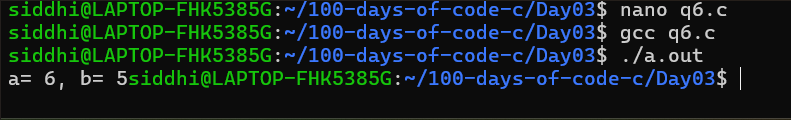 siddhi@LAPTOP-FHK5385G:~/100-days-of-code-c/Day03$ nano q6.c
siddhi@LAPTOP-FHK5385G:~/100-days-of-code-c/Day03$ gcc q6.c
siddhi@LAPTOP-FHK5385G:~/100-days-of-code-c/Day03$ ./a.out
a= 6, b= 5siddhi@LAPTOP-FHK5385G:~/100-days-of-code-c/Day03$